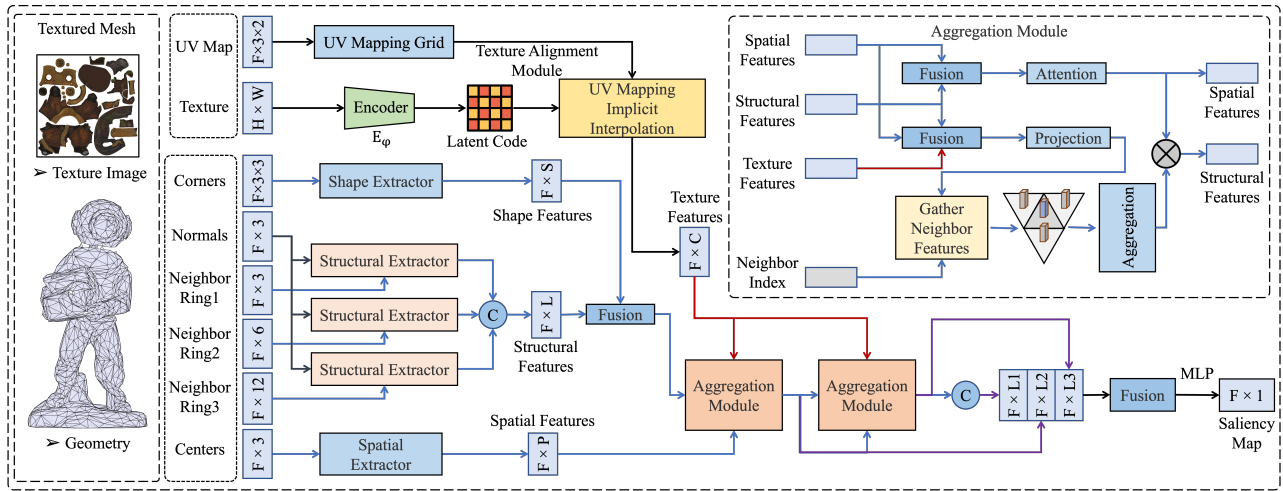 Textured Mesh
➢ Texture Image
➢ Geometry
UV Map
F×3×2
UV Mapping Grid
Texture Alignment
Module
Texture
H × W
Encoder
Eφ
Latent Code
UV Mapping
Implicit
Interpolation
Corners
F×3×3
Shape Extractor
F × S
Shape Features
Normals
F × 3
Structural Extractor
Neighbor
Ring1
F × 3
Structural Extractor
Neighbor
Ring2
F × 6
Structural Extractor
Neighbor
Ring3
F × 12
C
F × L
Structural
Features
Fusion
Centers
F × 3
Spatial
Extractor
Spatial Features
F × P
Texture
Features
F × C
Aggregation
Module
Aggregation
Module
C
F × L1
F × L2
F × L3
Fusion
MLP
F × 1
Saliency
Map
Aggregation Module
Spatial
Features
Structural
Features
Texture
Features
Neighbor
Index
Fusion
Attention
Fusion
Projection
Gather
Neighbor
Features
Aggregation
Spatial
Features
Structural
Features